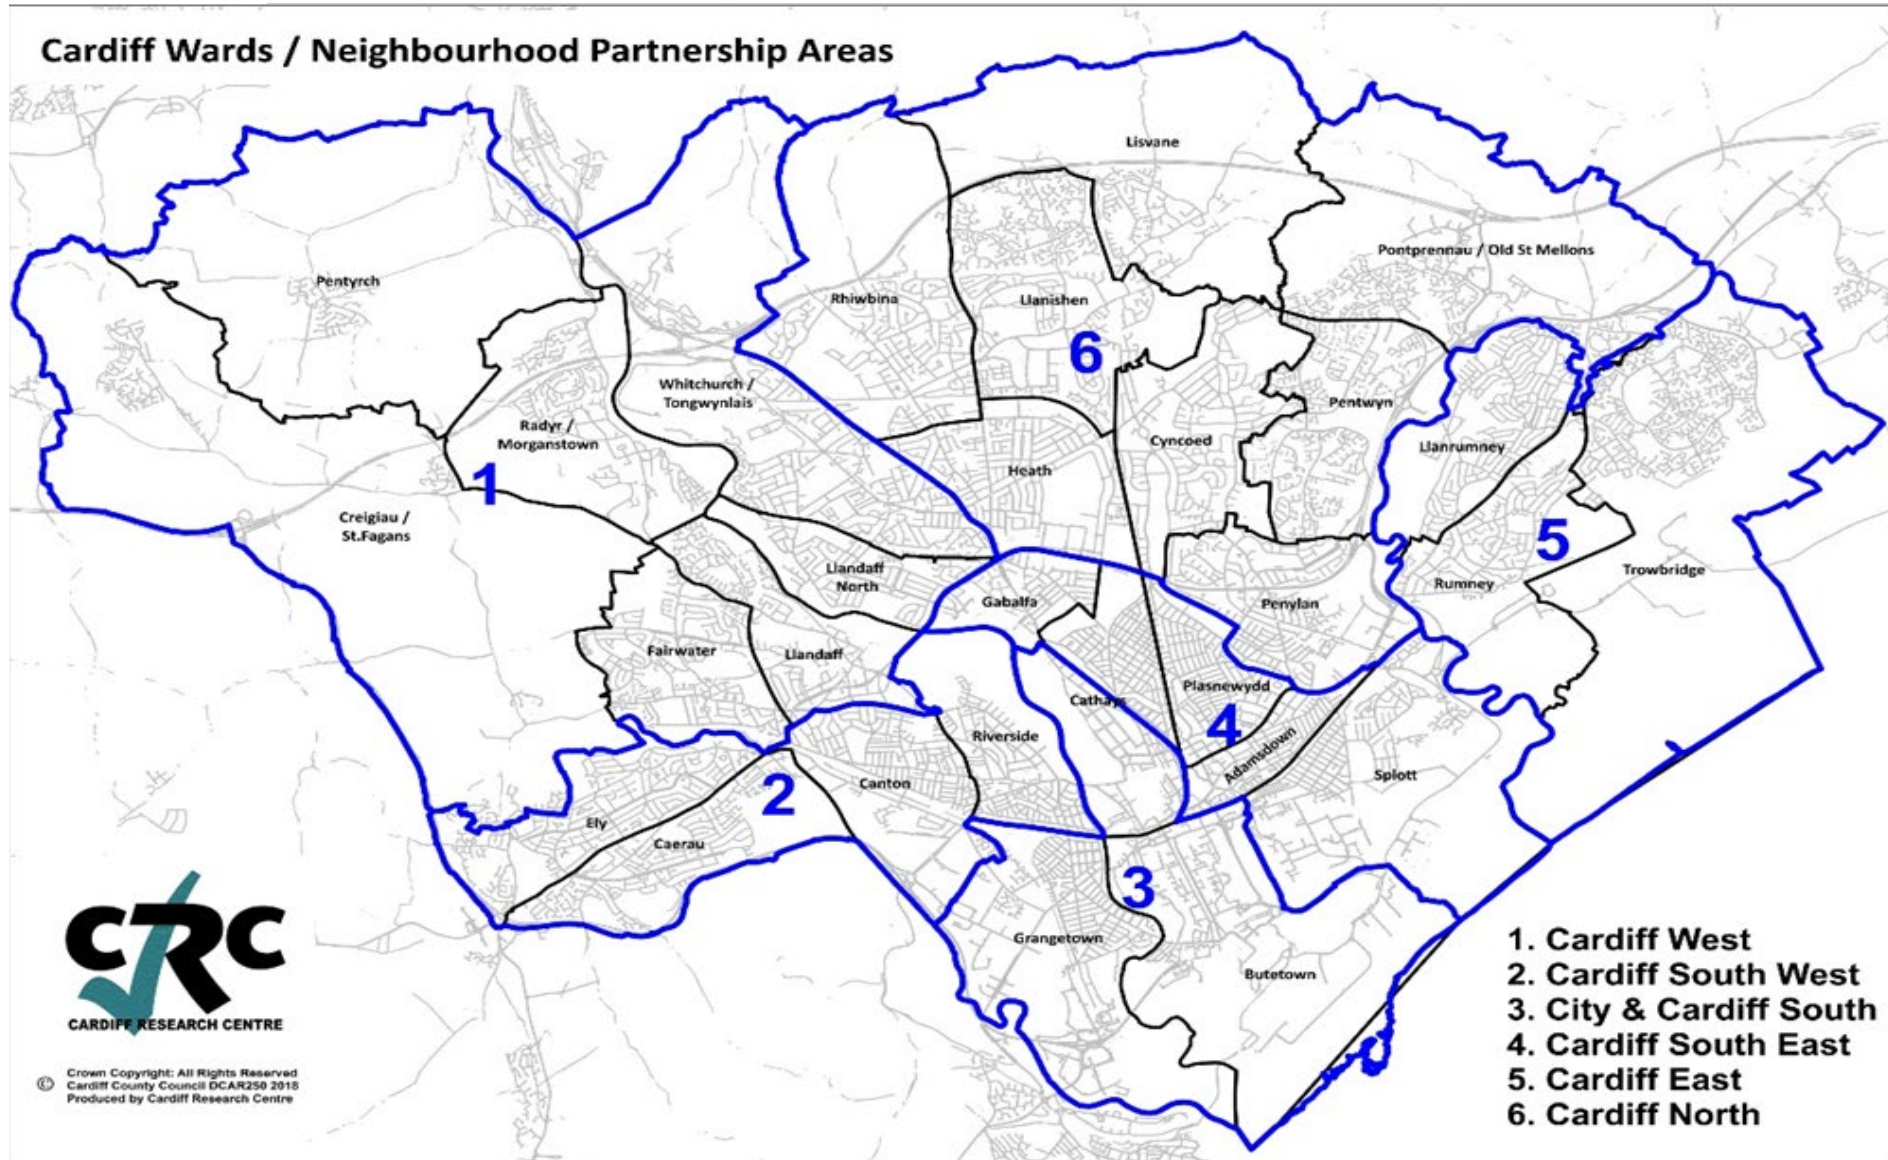 Cardiff Wards / Neighbourhood Partnership Areas
Lisvane
Pontprennau / Old St Mellons
Pentyrch
Rhiwbina
Llanishen
6
Whitchurch /
Tongwynlais
Pentwyn
Radyr /
Morganstown
Cyncoed
Llanrumney
Heath
1
Creigiau /
St.Fagans
5
Llandaff
North
Trowbridge
Rumney
Gabalfa
Penylan
Fairwater
Llandaff
Plasnewydd
Cathays
4
Riverside
Adamsdown
Splott
Canton
2
Ely
Caerau
3
Grangetown
Butetown
CRC
CARDIFF RESEARCH CENTRE
© Crown Copyright: All Rights Reserved
Cardiff County Council DCAR250 2018
Produced by Cardiff Research Centre
1. Cardiff West
2. Cardiff South West
3. City & Cardiff South
4. Cardiff South East
5. Cardiff East
6. Cardiff North